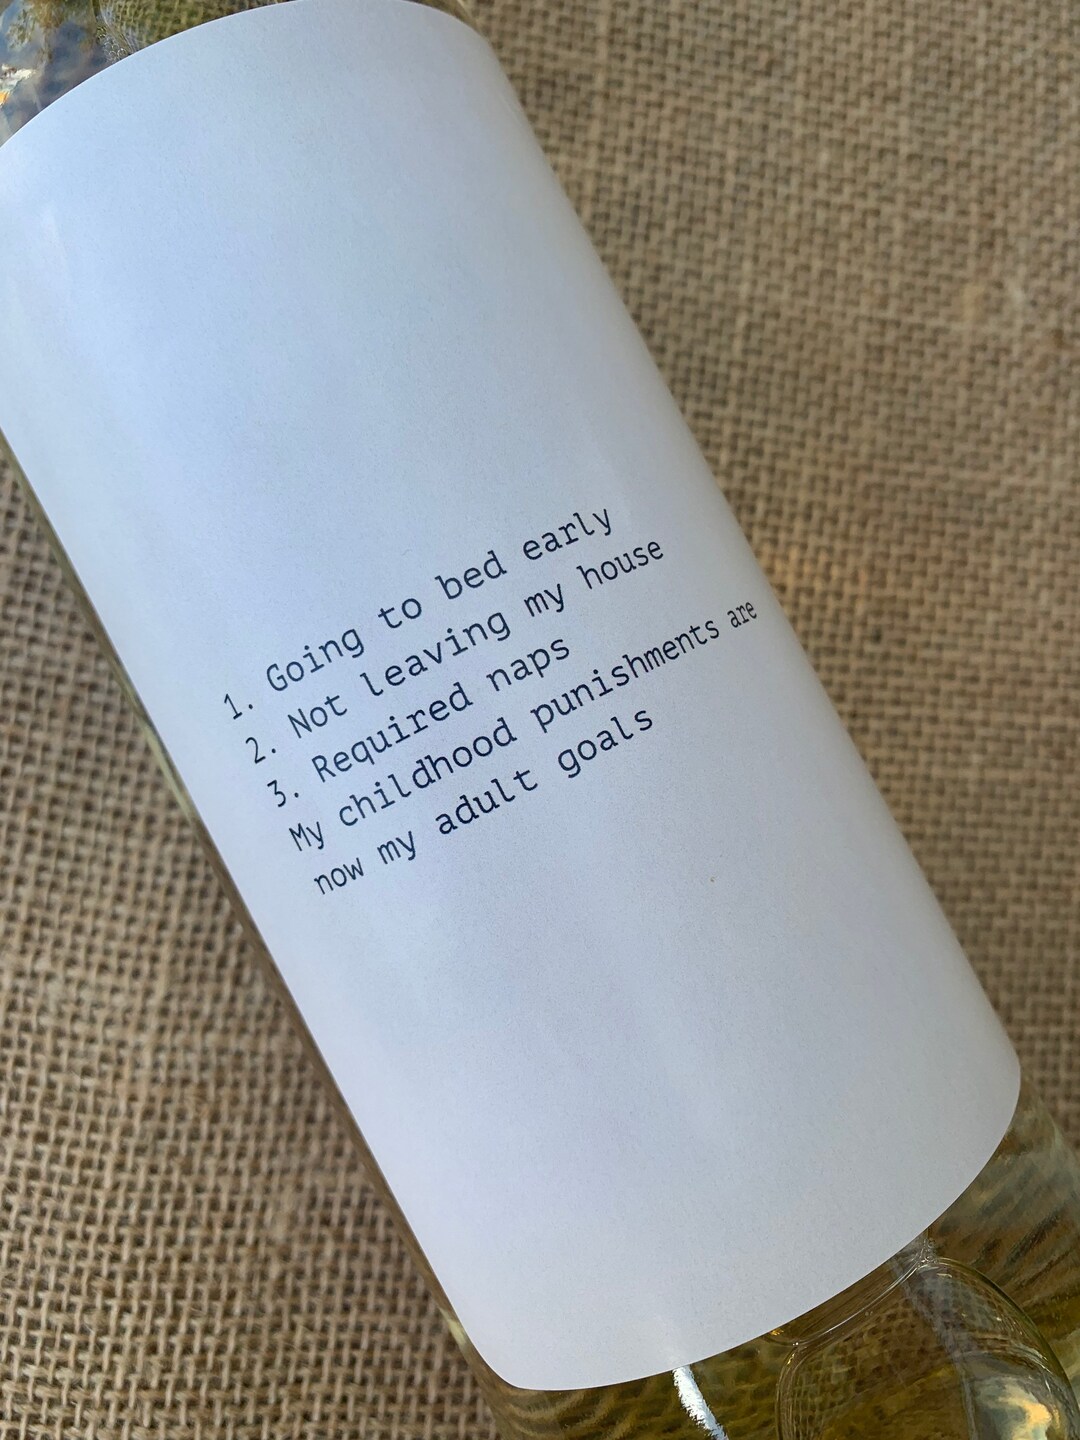 1. Going to bed early
2. Not leaving my house
3. Required naps
My childhood punishments are
now my adult goals